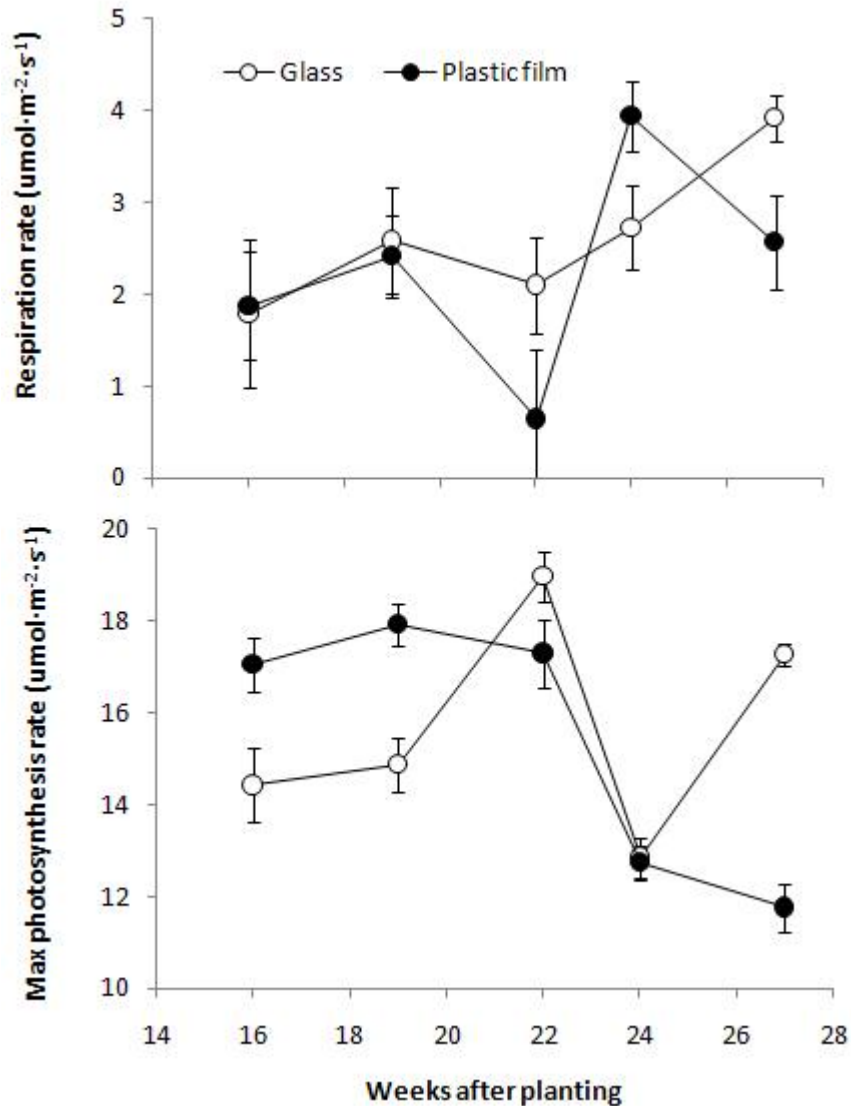 Respiration rate (umol·m⁻²·s⁻¹)
5
4
3
2
1
0
Glass
Plastic film
Max photosynthesis rate (umol·m⁻²·s⁻¹)
20
18
16
14
12
10
14 16 18 20 22 24 26 28
Weeks after planting